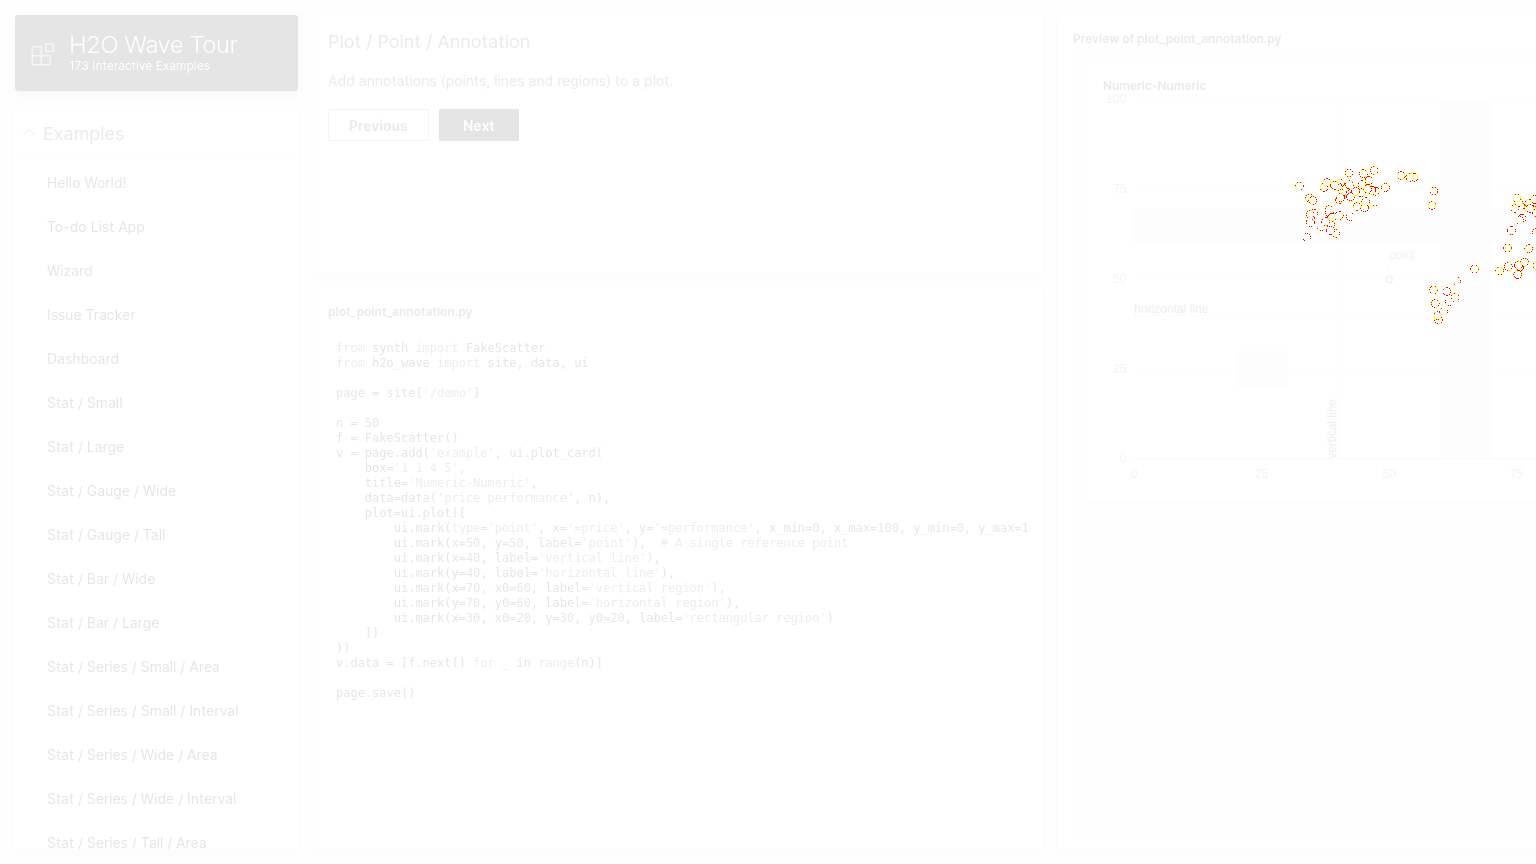 H2O Wave Tour
173 Interactive Examples
Examples
Hello World!
To-do List App
Wizard
Issue Tracker
Dashboard
Stat / Small
Stat / Large
Stat / Gauge / Wide
Stat / Gauge / Tall
Stat / Bar / Wide
Stat / Bar / Large
Stat / Series / Small / Area
Stat / Series / Small / Interval
Stat / Series / Wide / Area
Stat / Series / Wide / Interval
Stat / Series / Tall / Area
Plot / Point / Annotation
Add annotations (points, lines and regions) to a plot.
Previous
Next
plot_point_annotation.py
from synth import FakeScatter
from h2o_wave import site, data, ui
page = site['/demo']
n = 50
f = FakeScatter()
v = page.add('example', ui.plot_card(
    box='1 1 4 5',
    title='Numeric-Numeric',
    data=data('price performance', n),
    plot=ui.plot([
        ui.mark(type='point', x='=price', y='=performance', x_min=0, x_max=100, y_min=0, y_max=1
        ui.mark(x=50, y=50, label='point'),  # A single reference point
        ui.mark(x=40, label='vertical line'),
        ui.mark(y=40, label='horizontal line'),
        ui.mark(x=70, x0=60, label='vertical region'),
        ui.mark(y=70, y0=60, label='horizontal region'),
        ui.mark(x=30, x0=20, y=30, y0=20, label='rectangular region')
    ])
))
v.data = [f.next() for _ in range(n)]
page.save()
Preview of plot_point_annotation.py
Numeric-Numeric
100
75
point
50
horizontal line
25
vertical line
0
0 25 50 75